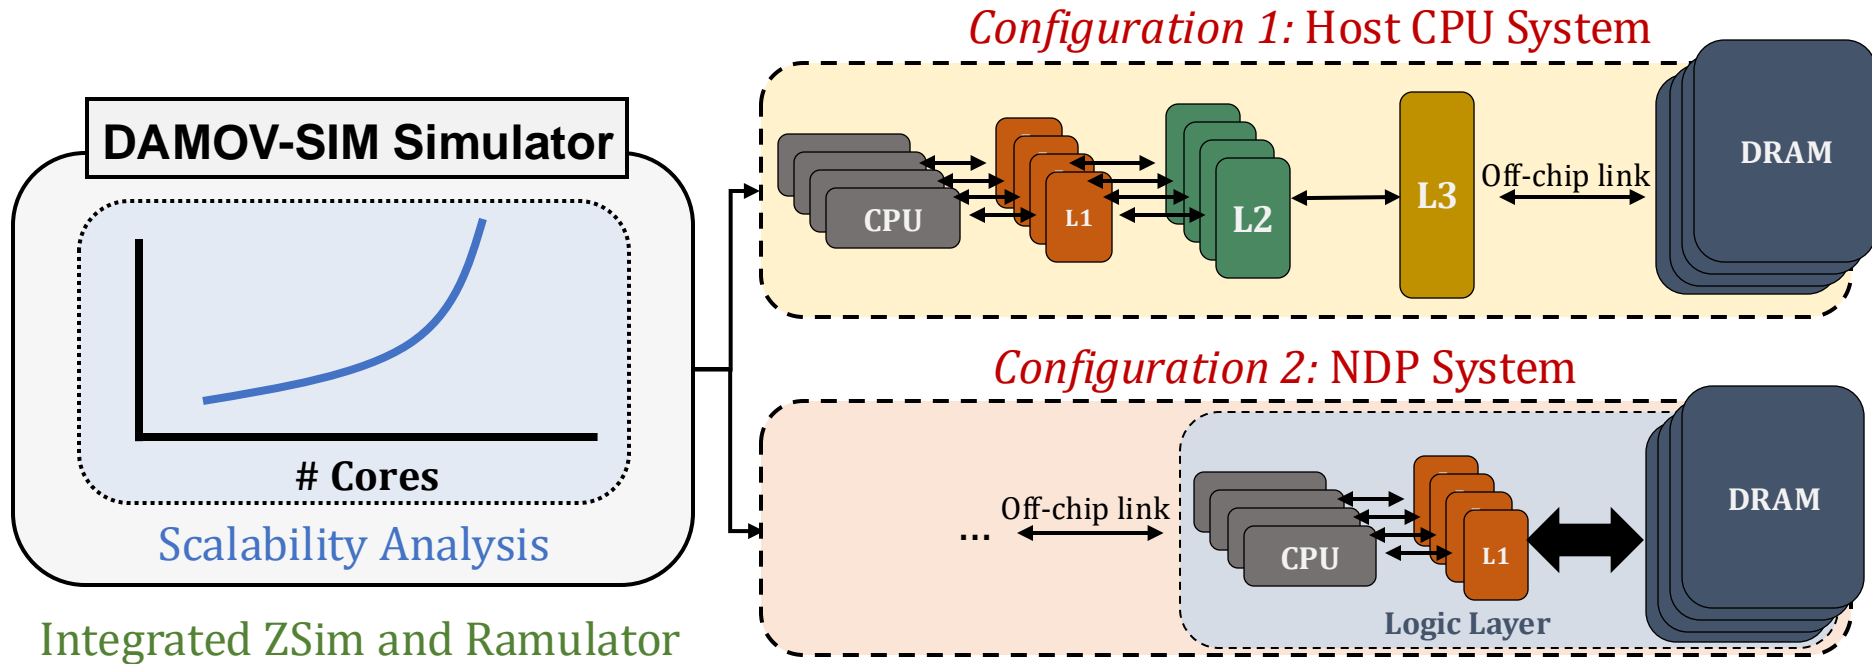 DAMOV-SIM Simulator
# Cores
Scalability Analysis
Integrated ZSim and Ramulator
Configuration 1: Host CPU System
CPU
L1
L2
L3
Off-chip link
DRAM
Configuration 2: NDP System
...
Off-chip link
CPU
L1
DRAM
Logic Layer